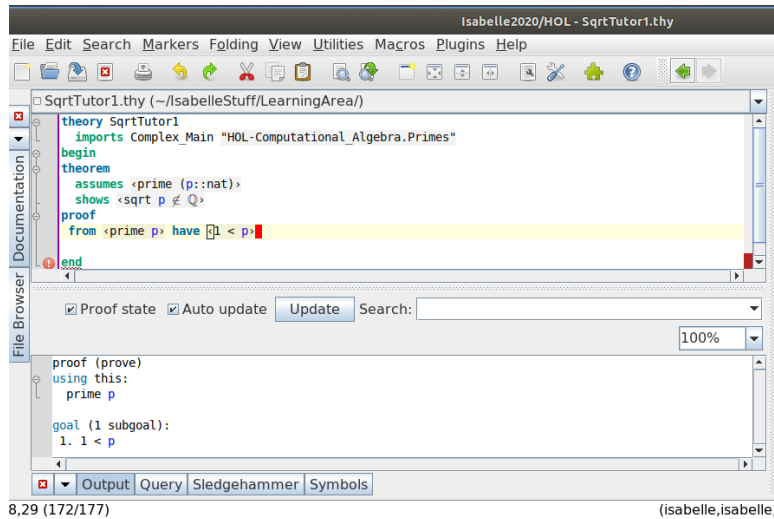 Isabelle2020/HOL - SqrtTutor1.thy
File Edit Search Markers Folding View Utilities Macros Plugins Help
SqrtTutor1.thy (~/IsabelleStuff/LearningArea/)
theory SqrtTutor1
imports Complex_Main "HOL-Computational_Algebra.Primes"
begin
theorem
assumes ‹prime (p::nat)›
shows ‹sqrt p ∉ ℚ›
proof
from ‹prime p› have ‹1 < p›
end
Documentation
File Browser
Proof state Auto update Update Search:
100%
proof (prove)
using this:
prime p
goal (1 subgoal):
1. 1 < p
Output Query Sledgehammer Symbols
8,29 (172/177) (isabelle,isabelle,